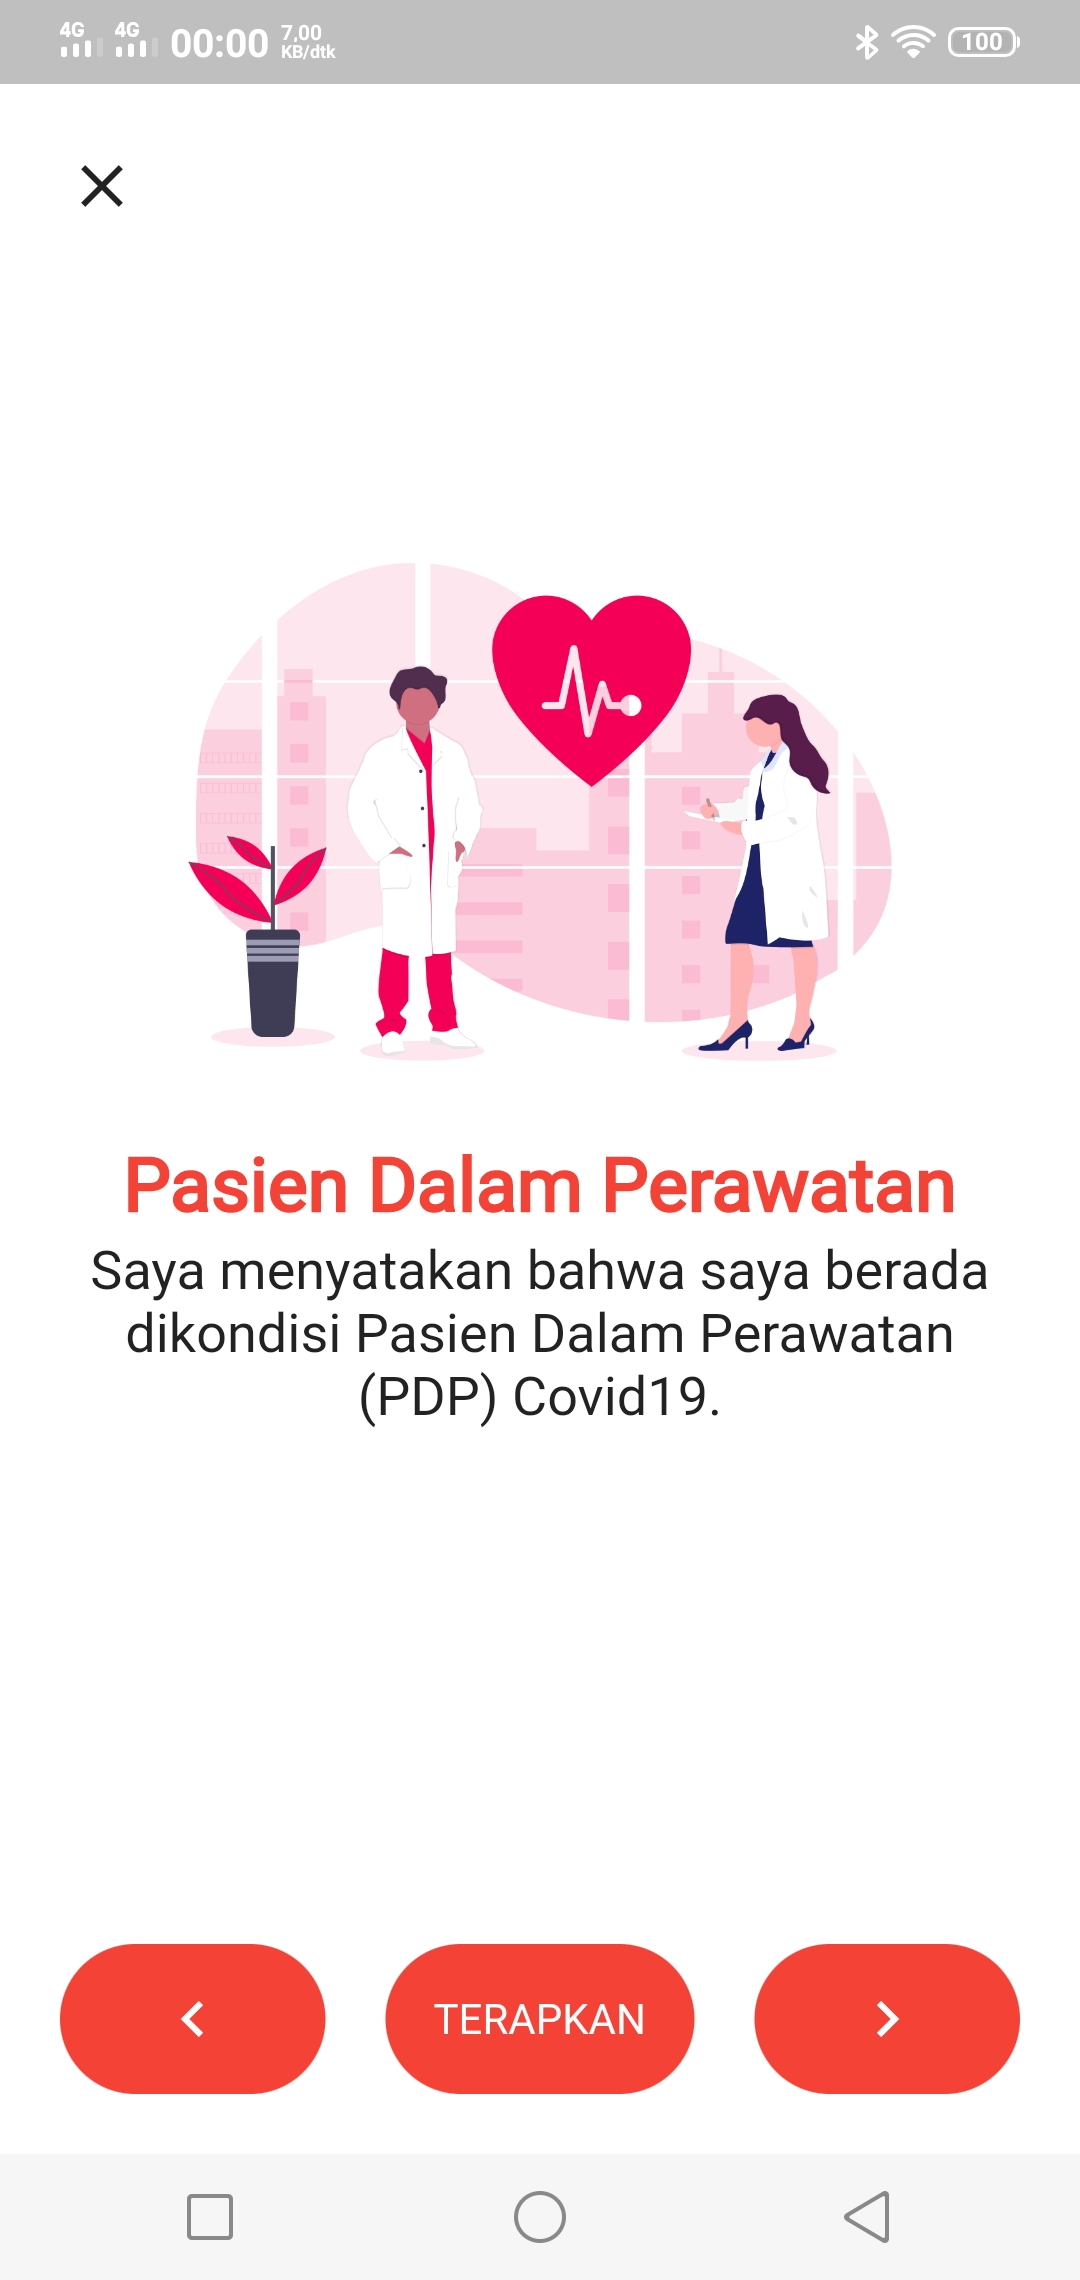 4G 4G 00:00 7,00
KB/dtk
100
Pasien Dalam Perawatan
Saya menyatakan bahwa saya berada
dikondisi Pasien Dalam Perawatan
(PDP) Covid19.
TERAPKAN